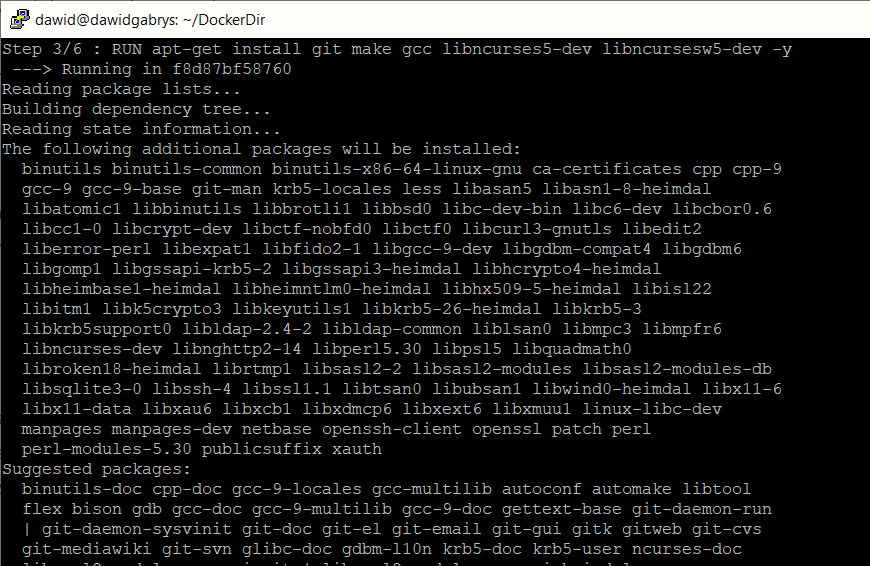 dawid@dawidgabrys: ~/DockerDir
Step 3/6 : RUN apt-get install git make gcc libncurses5-dev libncursesw5-dev -y
 ---> Running in f8d87bf58760
Reading package lists...
Building dependency tree...
Reading state information...
The following additional packages will be installed:
  binutils binutils-common binutils-x86-64-linux-gnu ca-certificates cpp cpp-9
  gcc-9 gcc-9-base git-man krb5-locales less libasan5 libasn1-8-heimdal
  libatomic1 libbinutils libbrotli1 libbsd0 libc-dev-bin libc6-dev libcbor0.6
  libcc1-0 libcrypt-dev libctf-nobfd0 libctf0 libcurl3-gnutls libedit2
  liberror-perl libexpat1 libfido2-1 libgcc-9-dev libgdbm-compat4 libgdbm6
  libgomp1 libgssapi-krb5-2 libgssapi3-heimdal libhcrypto4-heimdal
  libheimbase1-heimdal libheimntlm0-heimdal libhx509-5-heimdal libisl22
  libitm1 libk5crypto3 libkeyutils1 libkrb5-26-heimdal libkrb5-3
  libkrb5support0 libldap-2.4-2 libldap-common liblsan0 libmpc3 libmpfr6
  libncurses-dev libnghttp2-14 libperl5.30 libpsl5 libquadmath0
  libroken18-heimdal librtmp1 libsasl2-2 libsasl2-modules libsasl2-modules-db
  libsqlite3-0 libssh-4 libssl1.1 libtsan0 libubsan1 libwind0-heimdal libx11-6
  libx11-data libxau6 libxcb1 libxdmcp6 libxext6 libxmuu1 linux-libc-dev
  manpages manpages-dev netbase openssh-client openssl patch perl
  perl-modules-5.30 publicsuffix xauth
Suggested packages:
  binutils-doc cpp-doc gcc-9-locales gcc-multilib autoconf automake libtool
  flex bison gdb gcc-doc gcc-9-multilib gcc-9-doc gettext-base git-daemon-run
  | git-daemon-sysvinit git-doc git-el git-email git-gui gitk gitweb git-cvs
  git-mediawiki git-svn glibc-doc gdbm-l10n krb5-doc krb5-user ncurses-doc